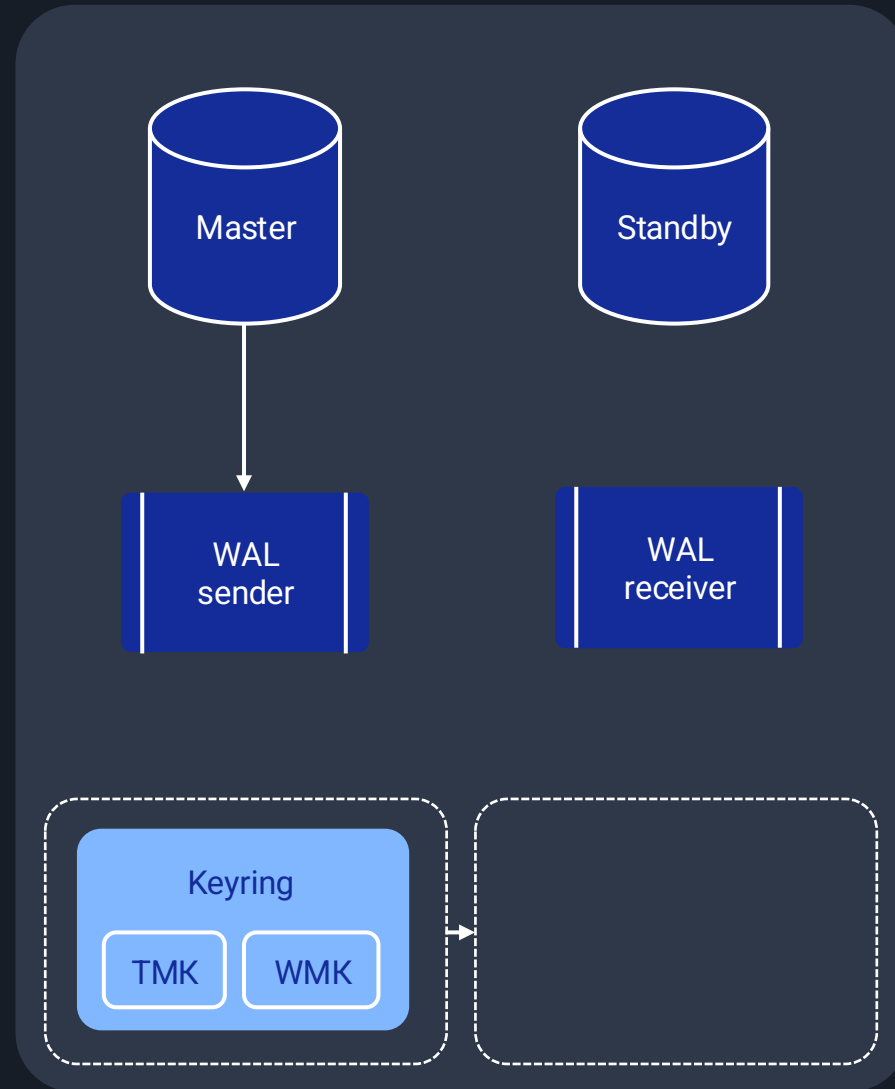 Master
Standby
WAL
sender
WAL
receiver
Keyring
TMK
WMK